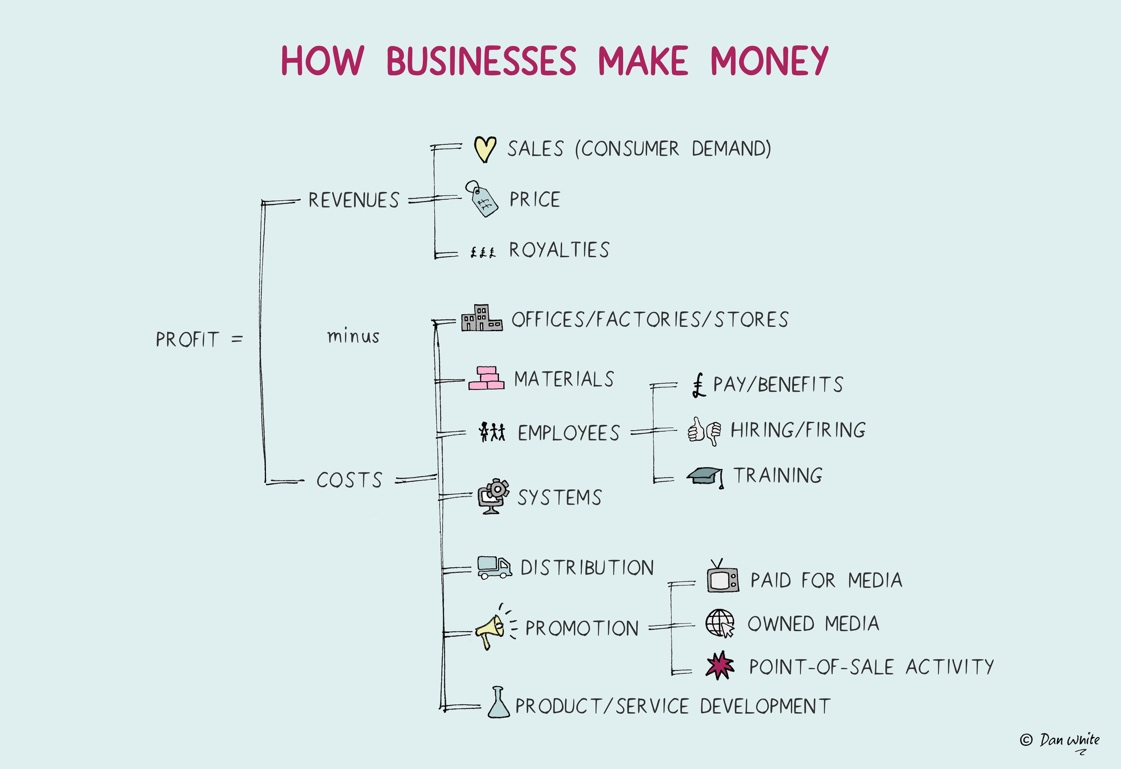 HOW BUSINESSES MAKE MONEY
SALES (CONSUMER DEMAND)
REVENUES
PRICE
£££ ROYALTIES
PROFIT =
minus
COSTS
OFFICES/FACTORIES/STORES
MATERIALS
EMPLOYEES
£ PAY/BENEFITS
HIRING/FIRING
TRAINING
SYSTEMS
DISTRIBUTION
PROMOTION
PAID FOR MEDIA
OWNED MEDIA
POINT-OF-SALE ACTIVITY
PRODUCT/SERVICE DEVELOPMENT
© Dan White